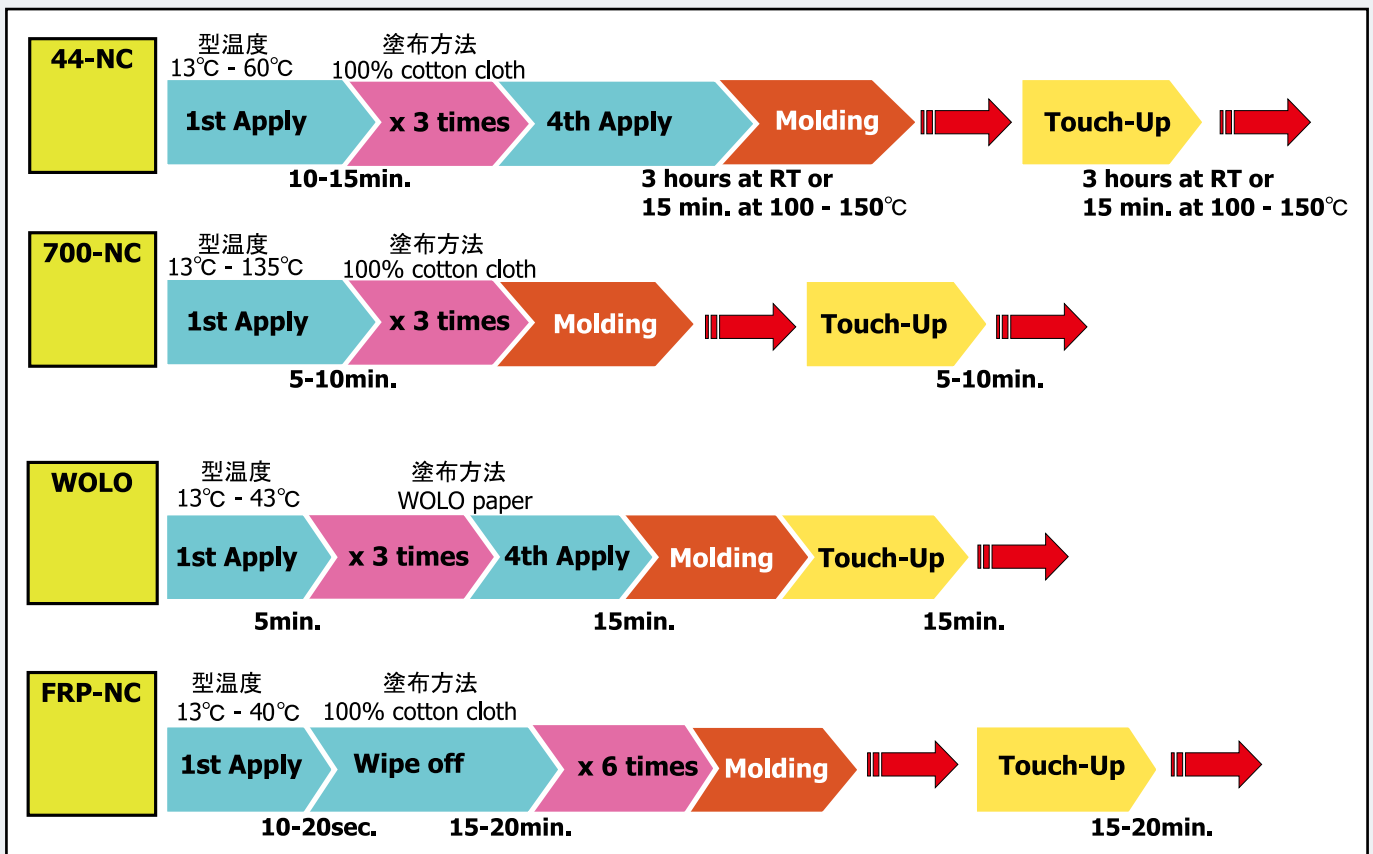 44-NC
型温度
13℃ - 60℃
塗布方法
100% cotton cloth
1st Apply
x 3 times
4th Apply
Molding
Touch-Up
10-15min.
3 hours at RT or
15 min. at 100 - 150℃
3 hours at RT or
15 min. at 100 - 150℃
700-NC
型温度
13℃ - 135℃
塗布方法
100% cotton cloth
1st Apply
x 3 times
Molding
Touch-Up
5-10min.
5-10min.
WOLO
型温度
13℃ - 43℃
塗布方法
WOLO paper
1st Apply
x 3 times
4th Apply
Molding
Touch-Up
5min.
15min.
15min.
FRP-NC
型温度
13℃ - 40℃
塗布方法
100% cotton cloth
1st Apply
Wipe off
x 6 times
Molding
Touch-Up
10-20sec.
15-20min.
15-20min.